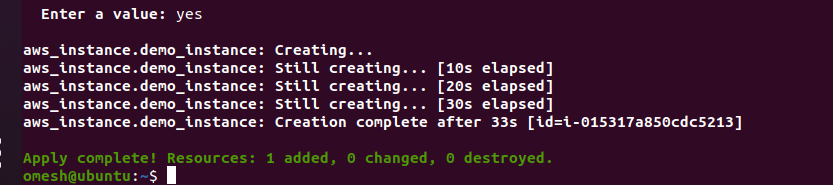 Enter a value: yes
aws_instance.demo_instance: Creating...
aws_instance.demo_instance: Still creating... [10s elapsed]
aws_instance.demo_instance: Still creating... [20s elapsed]
aws_instance.demo_instance: Still creating... [30s elapsed]
aws_instance.demo_instance: Creation complete after 33s [id=i-015317a850cdc5213]
Apply complete! Resources: 1 added, 0 changed, 0 destroyed.
omesh@ubuntu:~$